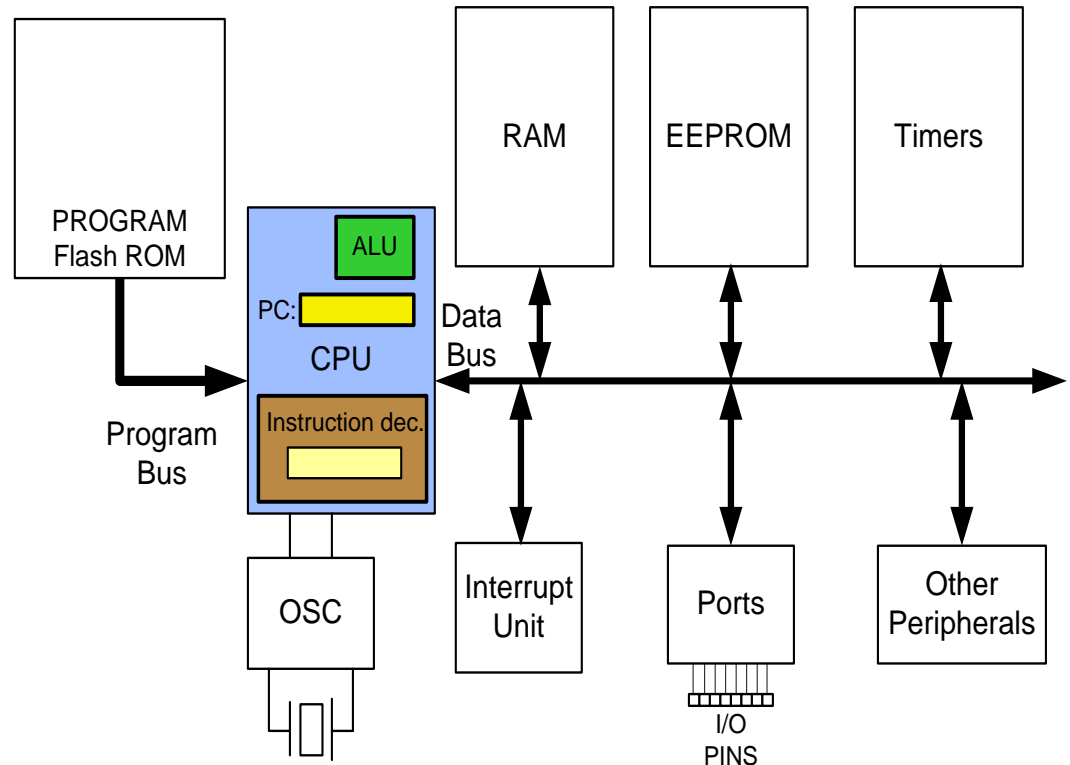 PROGRAM
Flash ROM
RAM
EEPROM
Timers
ALU
PC:
CPU
Instruction dec.
Data
Bus
Program
Bus
OSC
Interrupt
Unit
Ports
Other
Peripherals
I/O
PINS